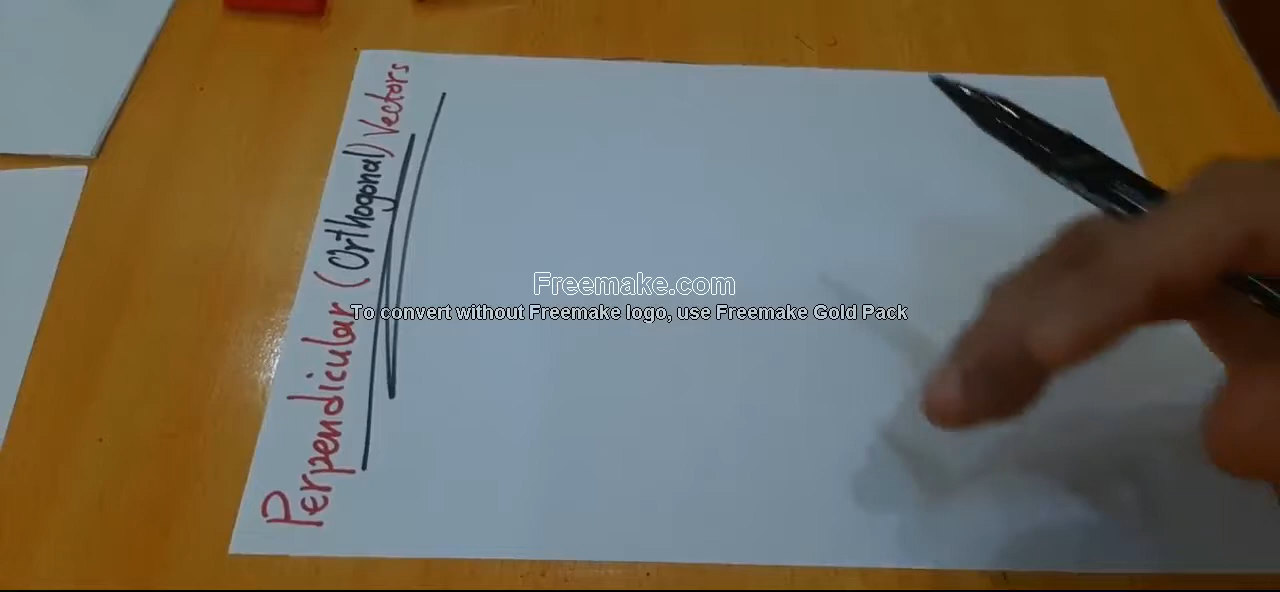 Perpendicular (Orthogonal) Vectors
Freemake.com
To convert without Freemake logo, use Freemake Gold Pack